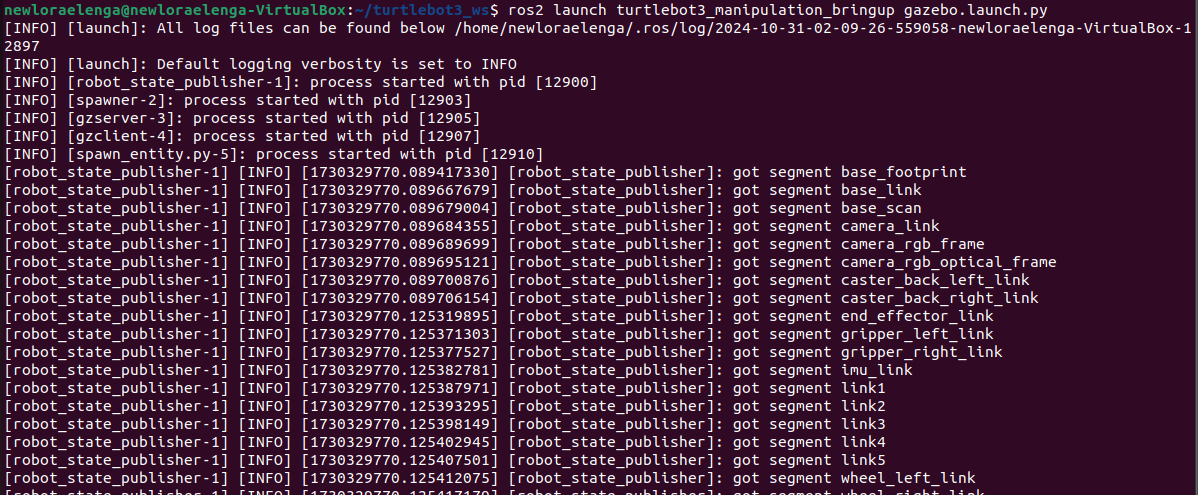 newloraelenga@newloraelenga-VirtualBox:~/turtlebot3_ws$ ros2 launch turtlebot3_manipulation_bringup gazebo.launch.py
[INFO] [launch]: All log files can be found below /home/newloraelenga/.ros/log/2024-10-31-02-09-26-559058-newloraelenga-VirtualBox-1
2897
[INFO] [launch]: Default logging verbosity is set to INFO
[INFO] [robot_state_publisher-1]: process started with pid [12900]
[INFO] [spawner-2]: process started with pid [12903]
[INFO] [gzserver-3]: process started with pid [12905]
[INFO] [gzclient-4]: process started with pid [12907]
[INFO] [spawn_entity.py-5]: process started with pid [12910]
[robot_state_publisher-1] [INFO] [1730329770.089417330] [robot_state_publisher]: got segment base_footprint
[robot_state_publisher-1] [INFO] [1730329770.089667679] [robot_state_publisher]: got segment base_link
[robot_state_publisher-1] [INFO] [1730329770.089679004] [robot_state_publisher]: got segment base_scan
[robot_state_publisher-1] [INFO] [1730329770.089684355] [robot_state_publisher]: got segment camera_link
[robot_state_publisher-1] [INFO] [1730329770.089689699] [robot_state_publisher]: got segment camera_rgb_frame
[robot_state_publisher-1] [INFO] [1730329770.089695121] [robot_state_publisher]: got segment camera_rgb_optical_frame
[robot_state_publisher-1] [INFO] [1730329770.089700876] [robot_state_publisher]: got segment caster_back_left_link
[robot_state_publisher-1] [INFO] [1730329770.089706154] [robot_state_publisher]: got segment caster_back_right_link
[robot_state_publisher-1] [INFO] [1730329770.125319895] [robot_state_publisher]: got segment end_effector_link
[robot_state_publisher-1] [INFO] [1730329770.125371303] [robot_state_publisher]: got segment gripper_left_link
[robot_state_publisher-1] [INFO] [1730329770.125377527] [robot_state_publisher]: got segment gripper_right_link
[robot_state_publisher-1] [INFO] [1730329770.125382781] [robot_state_publisher]: got segment imu_link
[robot_state_publisher-1] [INFO] [1730329770.125387971] [robot_state_publisher]: got segment link1
[robot_state_publisher-1] [INFO] [1730329770.125393295] [robot_state_publisher]: got segment link2
[robot_state_publisher-1] [INFO] [1730329770.125398149] [robot_state_publisher]: got segment link3
[robot_state_publisher-1] [INFO] [1730329770.125402945] [robot_state_publisher]: got segment link4
[robot_state_publisher-1] [INFO] [1730329770.125407501] [robot_state_publisher]: got segment link5
[robot_state_publisher-1] [INFO] [1730329770.125412075] [robot_state_publisher]: got segment wheel_left_link
[robot_state_publisher-1] [INFO] [1730329770.125417179] [robot_state_publisher]: got segment wheel_right_link